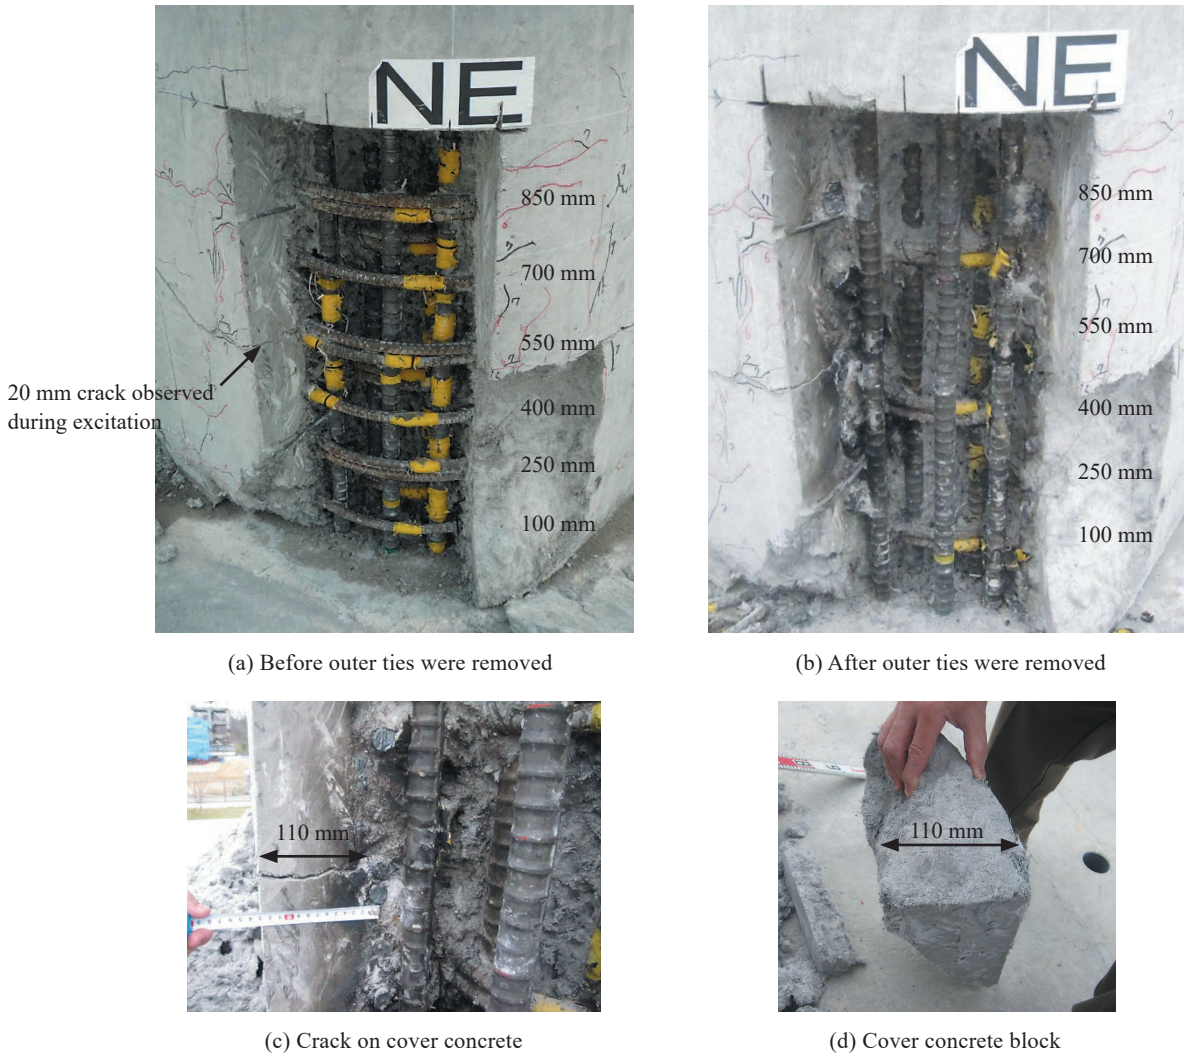 NE
850 mm
700 mm
550 mm
400 mm
250 mm
100 mm
20 mm crack observed
during excitation
(a) Before outer ties were removed
NE
850 mm
700 mm
550 mm
400 mm
250 mm
100 mm
(b) After outer ties were removed
110 mm
(c) Crack on cover concrete
110 mm
(d) Cover concrete block